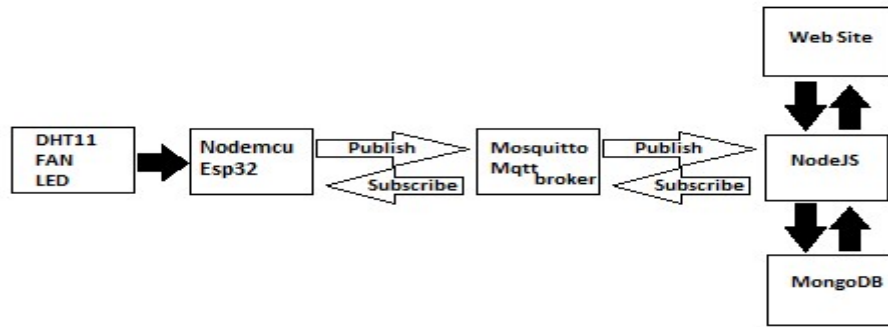 Web Site
DHT11
FAN
LED
Nodemcu
Esp32
Publish
Subscribe
Mosquitto
Mqtt
broker
Publish
Subscribe
NodeJS
MongoDB